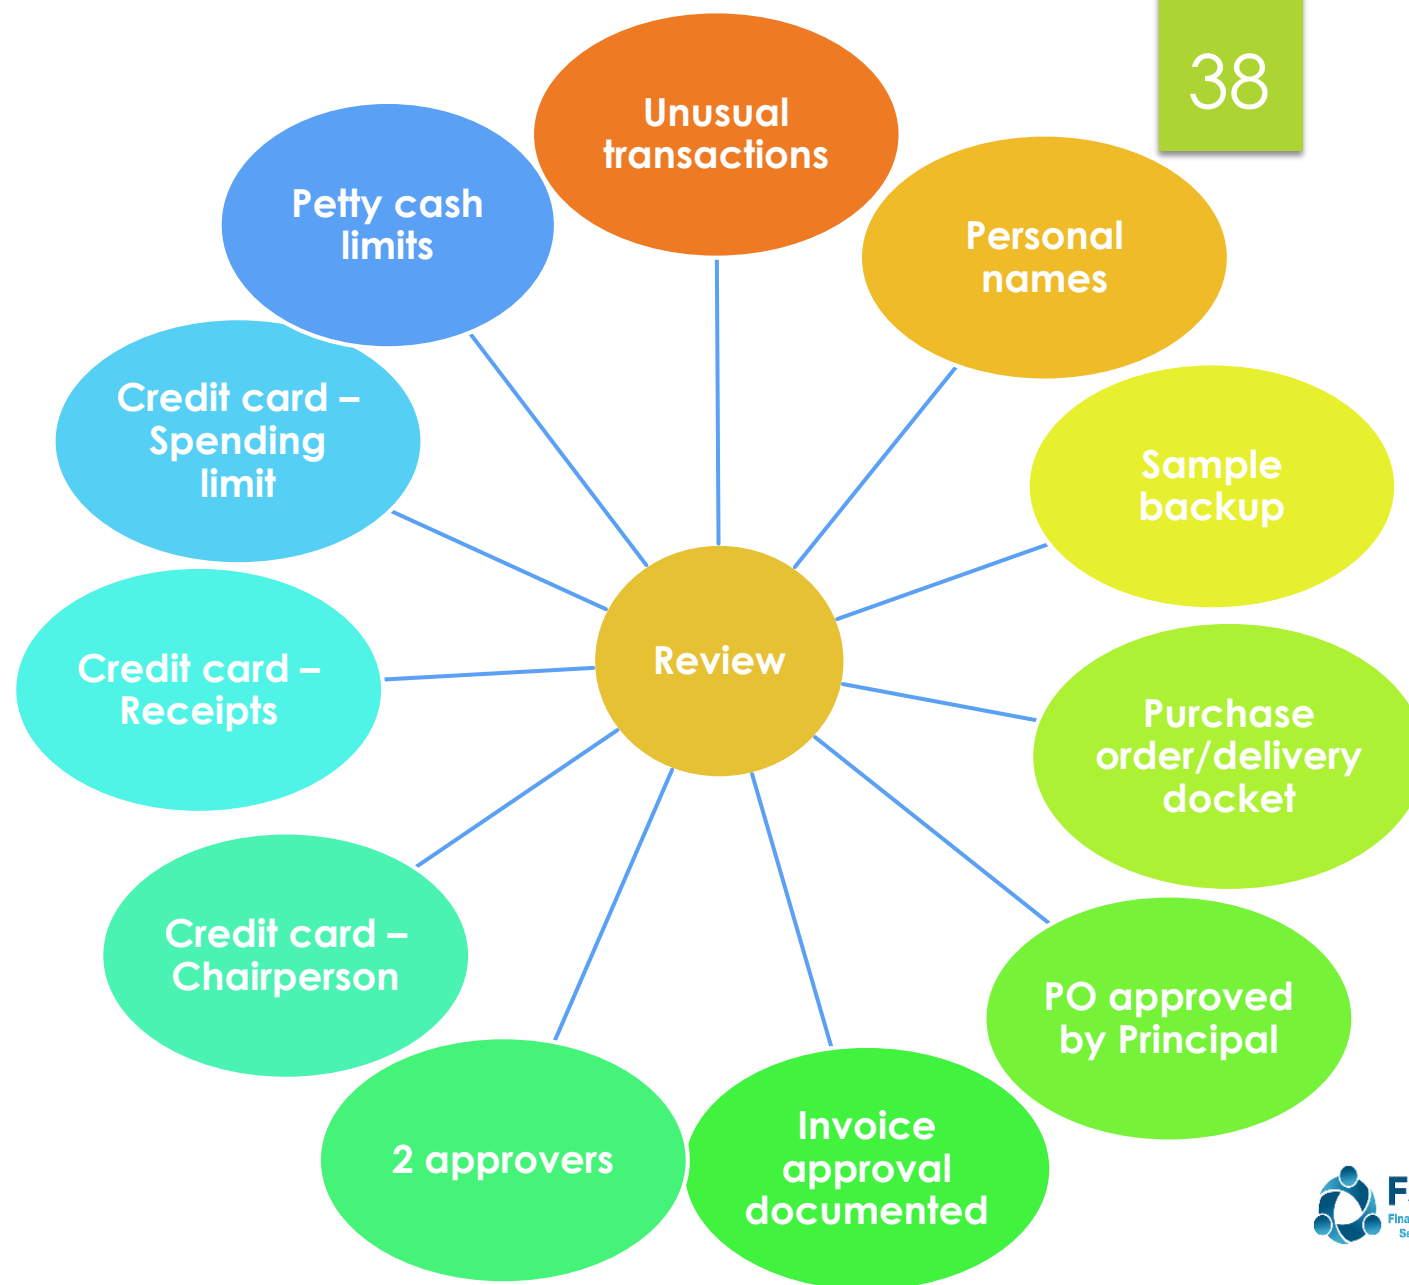 38
Unusual
transactions
Personal
names
Sample
backup
Purchase
order/delivery
docket
PO approved
by Principal
Invoice
approval
documented
2 approvers
Credit card –
Chairperson
Credit card –
Receipts
Credit card –
Spending
limit
Petty cash
limits
Review